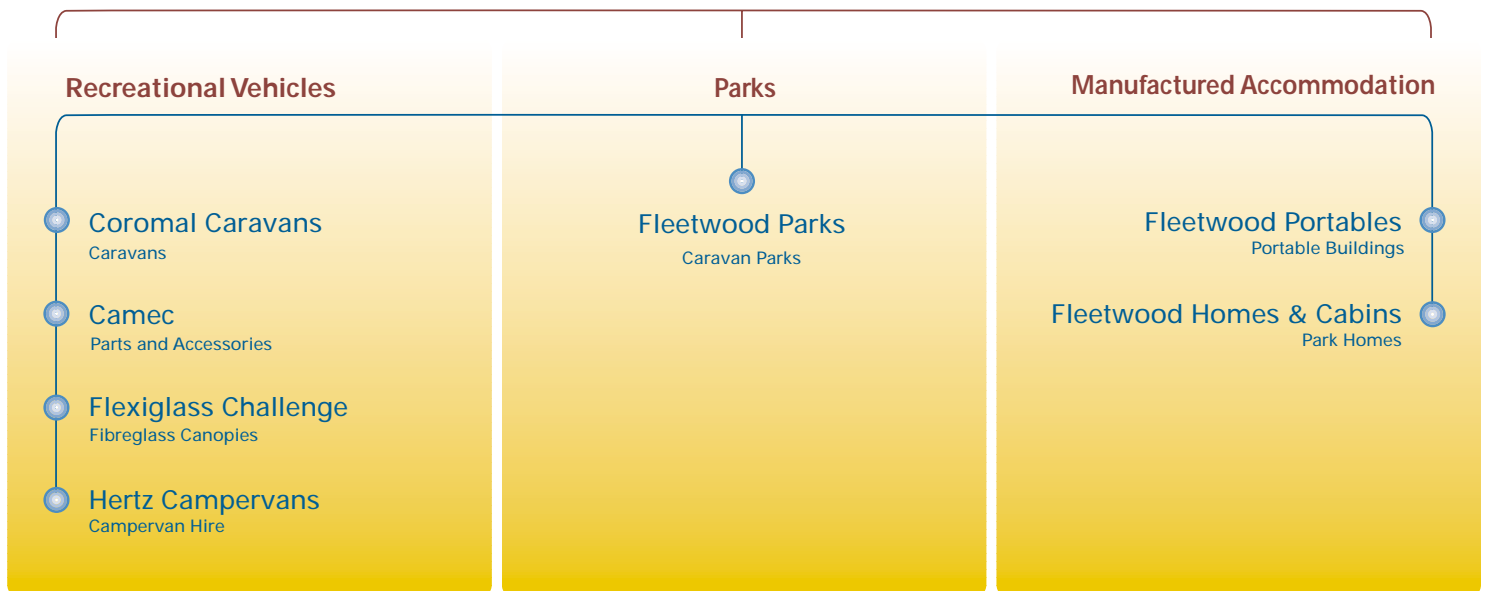 Recreational Vehicles
Coromal Caravans
Caravans
Camec
Parts and Accessories
Flexiglass Challenge
Fibreglass Canopies
Hertz Campervans
Campervan Hire
Parks
Fleetwood Parks
Caravan Parks
Manufactured Accommodation
Fleetwood Portables
Portable Buildings
Fleetwood Homes & Cabins
Park Homes